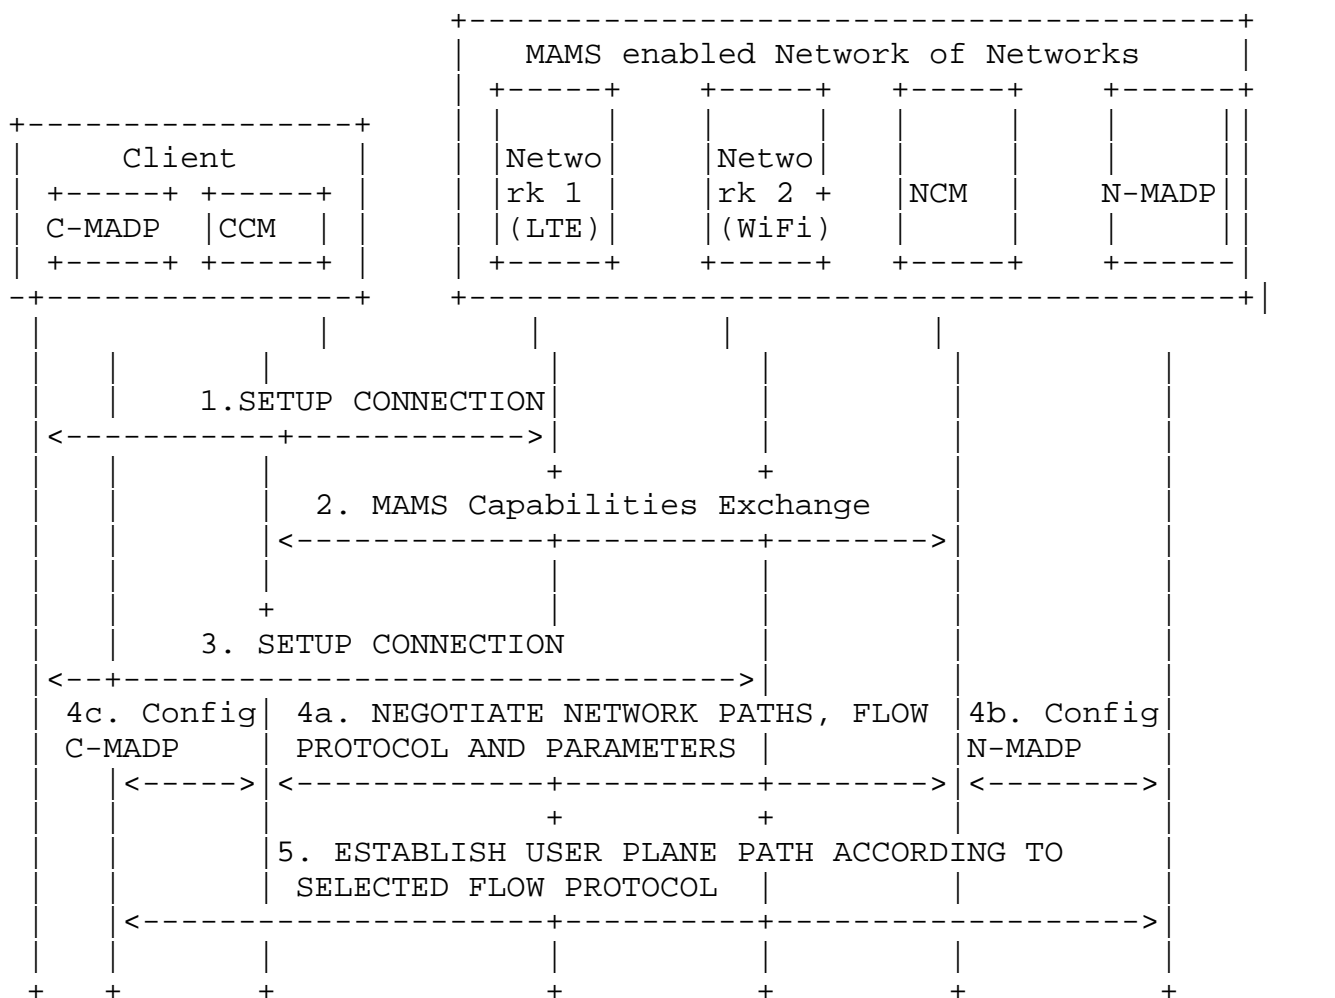 MAMS enabled Network of Networks
Client
Netwo Netwo
rk 1 rk 2 NCM N-MADP
C-MADP CCM (LTE) (WiFi)
1.SETUP CONNECTION
2. MAMS Capabilities Exchange
3. SETUP CONNECTION
4c. Config 4a. NEGOTIATE NETWORK PATHS, FLOW 4b. Config
C-MADP PROTOCOL AND PARAMETERS N-MADP
5. ESTABLISH USER PLANE PATH ACCORDING TO
SELECTED FLOW PROTOCOL